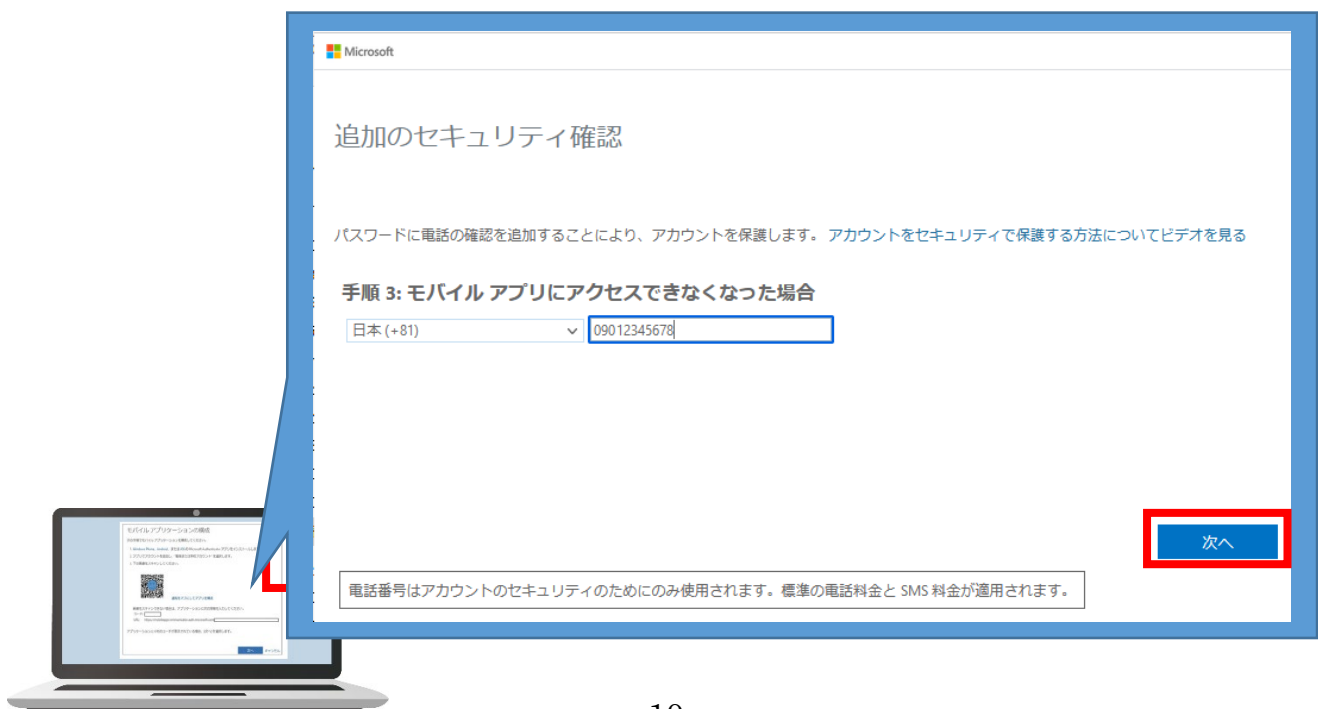 Microsoft
追加のセキュリティ確認
パスワードに電話の確認を追加することにより、アカウントを保護します。 アカウントをセキュリティで保護する方法についてビデオを見る
手順 3: モバイル アプリにアクセスできなくなった場合
日本 (+81) 09012345678
次へ
電話番号はアカウントのセキュリティのためにのみ使用されます。標準の電話料金と SMS 料金が適用されます。
モバイル アプリケーションの構成